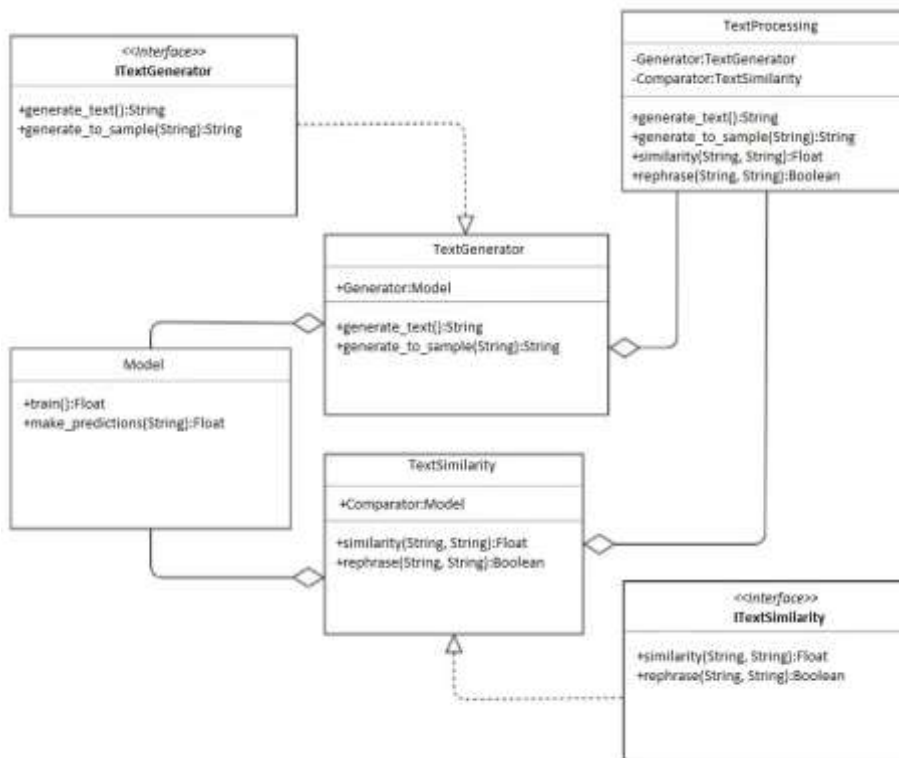 <<Interface>>
ITextGenerator
+generate_text():String
+generate_to_sample(String):String
TextProcessing
-Generator:TextGenerator
-Comparator:TextSimilarity
+generate_text():String
+generate_to_sample(String):String
+similarity(String, String):Float
+rephrase(String, String):Boolean
TextGenerator
+Generator:Model
+generate_text():String
+generate_to_sample(String):String
Model
+train():Float
+make_predictions(String):Float
TextSimilarity
+Comparator:Model
+similarity(String, String):Float
+rephrase(String, String):Boolean
<<Interface>>
ITextSimilarity
+similarity(String, String):Float
+rephrase(String, String):Boolean